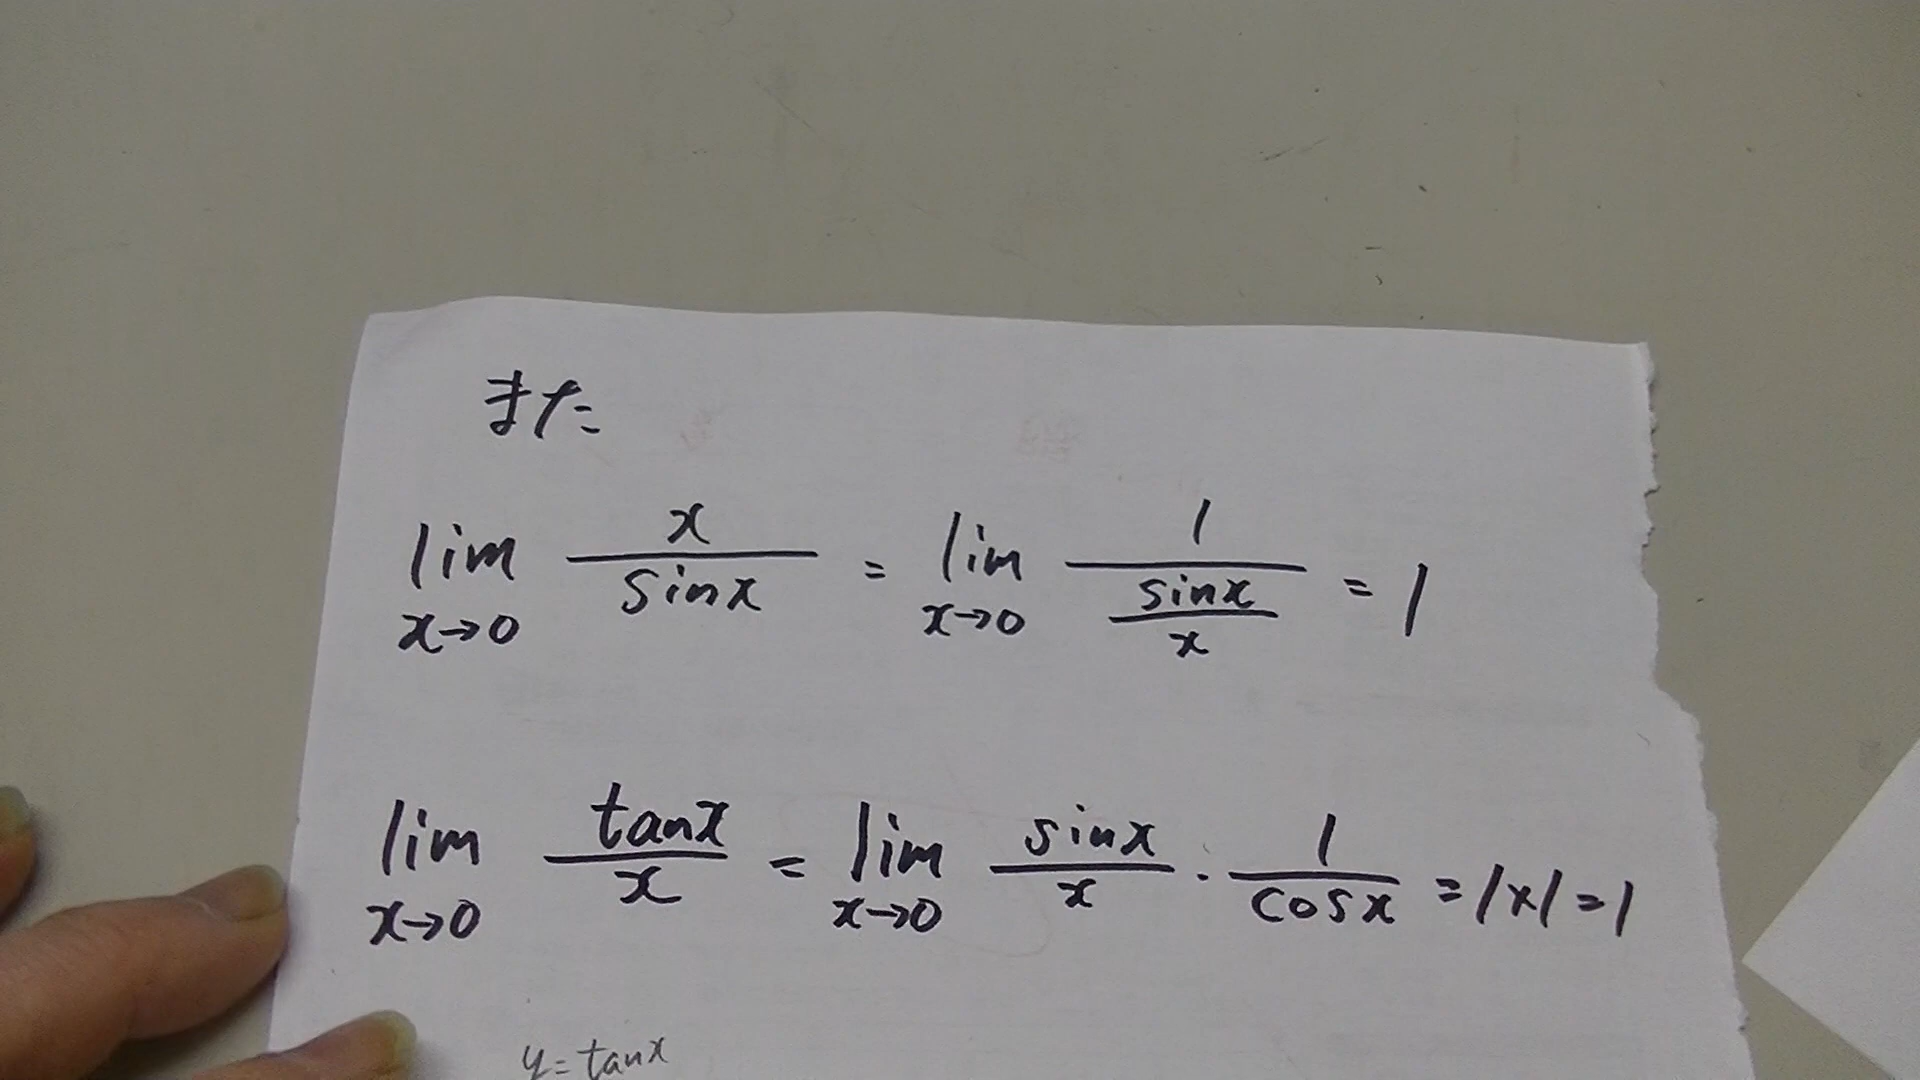 また
lim x→0 x/sinx = lim x→0 1/(sinx/x) = 1
lim x→0 tanx/x = lim x→0 sinx/x · 1/cosx = 1×1 = 1
y = tanx